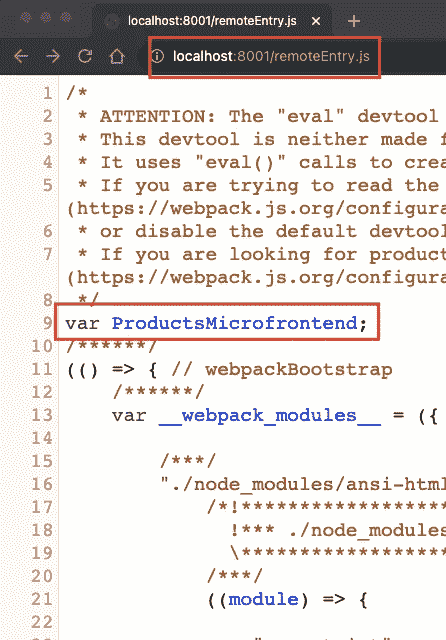 localhost:8001/remoteEntry.js
localhost:8001/remoteEntry.js
1 /*
2  * ATTENTION: The "eval" devtool
3  * This devtool is neither made f
4  * It uses "eval()" calls to crea
5  * If you are trying to read the
(https://webpack.js.org/configura
6  * or disable the default devtool
7  * If you are looking for product
(https://webpack.js.org/configura
8  */
9 var ProductsMicrofrontend;
10 /******/
11 (() => { // webpackBootstrap
12     /******/
13     var __webpack_modules__ = ({
14
15         /***/
16         "./node_modules/ansi-html
17             /*!*******************
18               !*** ./node_modules
19               \*******************
20             /***/
21             ((module) => {